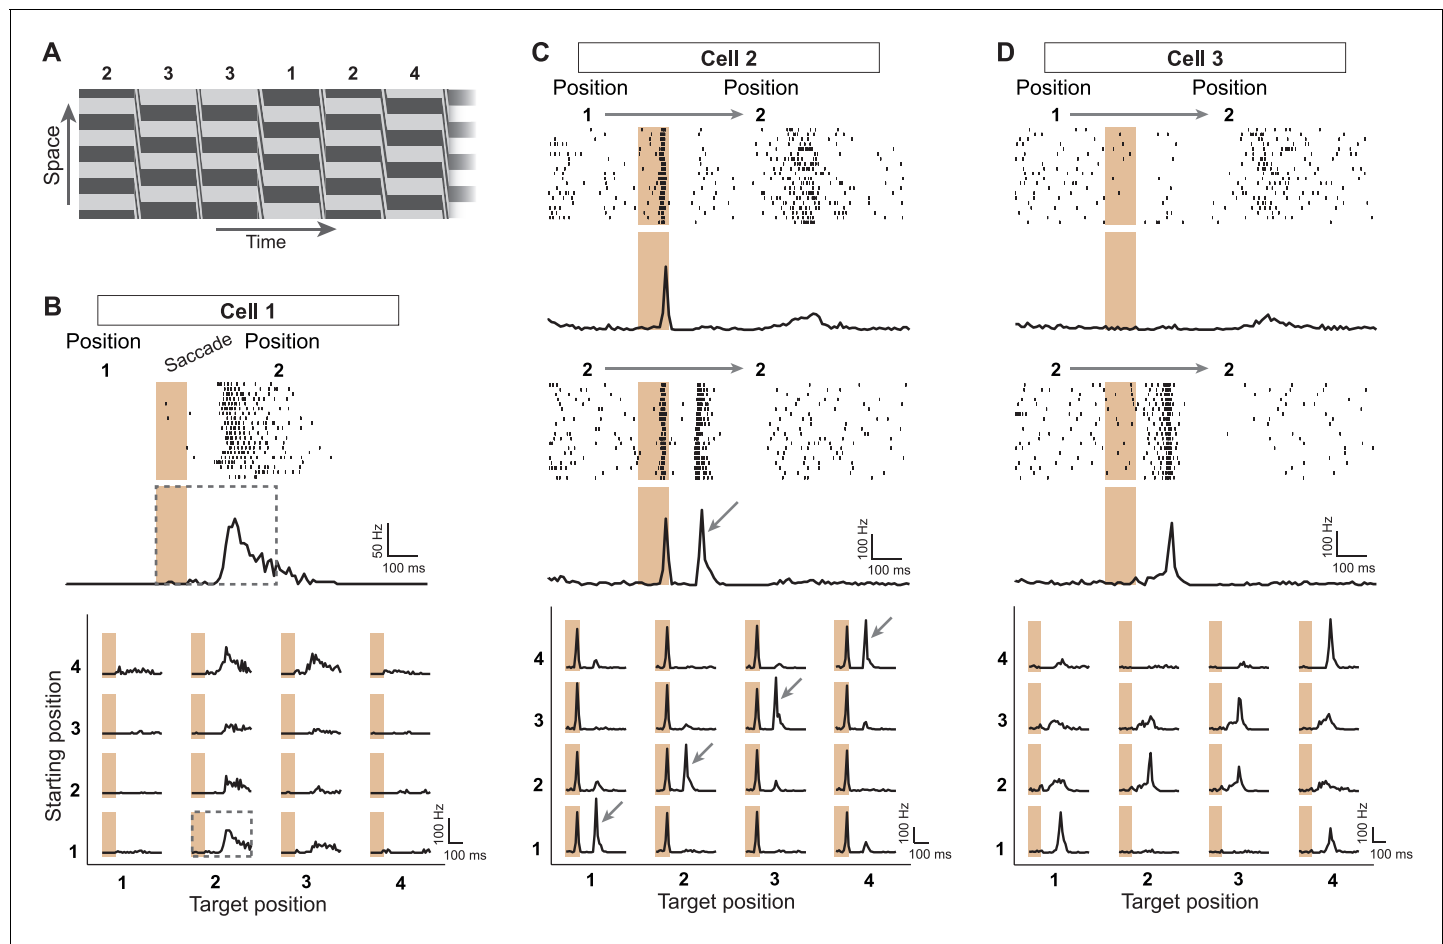 A
2 3 3 1 2 4
Space
Time
B
Cell 1
Position
Saccade
Position
1
2
50 Hz
100 ms
Starting position
4
3
2
1
100 Hz
100 ms
1 2 3 4
Target position
C
Cell 2
Position Position
1 2
2 2
100 Hz
100 ms
4
3
2
1
100 Hz
100 ms
1 2 3 4
Target position
D
Cell 3
Position Position
1 2
2 2
100 Hz
100 ms
4
3
2
1
100 Hz
100 ms
1 2 3 4
Target position